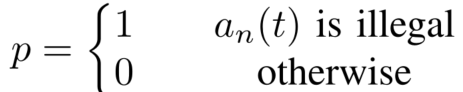 p = { 1 a_n(t) is illegal
0 otherwise